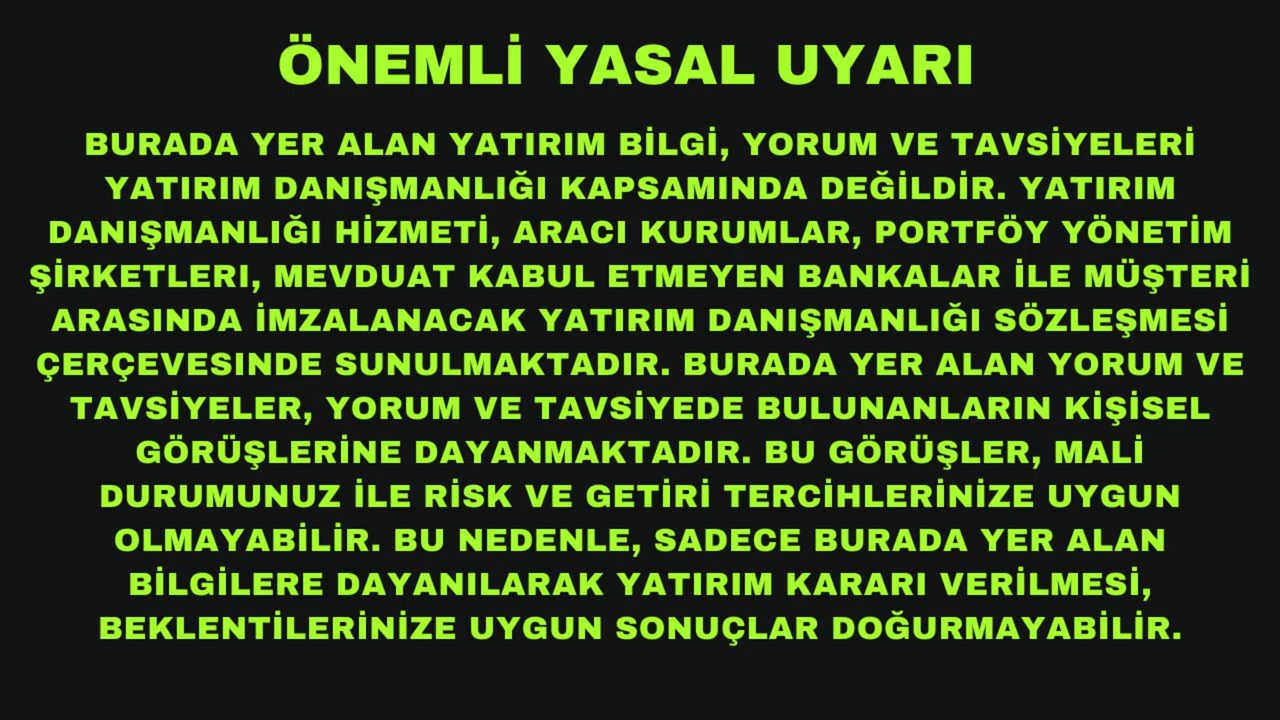 ÖNEMLİ YASAL UYARI
BURADA YER ALAN YATIRIM BİLGİ, YORUM VE TAVSİYELERİ
YATIRIM DANIŞMANLIĞI KAPSAMINDA DEĞİLDİR. YATIRIM
DANIŞMANLIĞI HİZMETİ, ARACI KURUMLAR, PORTFÖY YÖNETİM
ŞİRKETLERI, MEVDUAT KABUL ETMEYEN BANKALAR İLE MÜŞTERİ
ARASINDA İMZALANACAK YATIRIM DANIŞMANLIĞI SÖZLEŞMESİ
ÇERÇEVESINDE SUNULMAKTADIR. BURADA YER ALAN YORUM VE
TAVSİYELER, YORUM VE TAVSİYEDE BULUNANLARIN KİŞİSEL
GÖRÜŞLERİNE DAYANMAKTADIR. BU GÖRÜŞLER, MALİ
DURUMUNUZ İLE RİSK VE GETİRİ TERCİHLERİNİZE UYGUN
OLMAYABİLİR. BU NEDENLE, SADECE BURADA YER ALAN
BİLGİLERE DAYANILARAK YATIRIM KARARI VERİLMESİ,
BEKLENTİLERİNİZE UYGUN SONUÇLAR DOĞURMAYABİLİR.